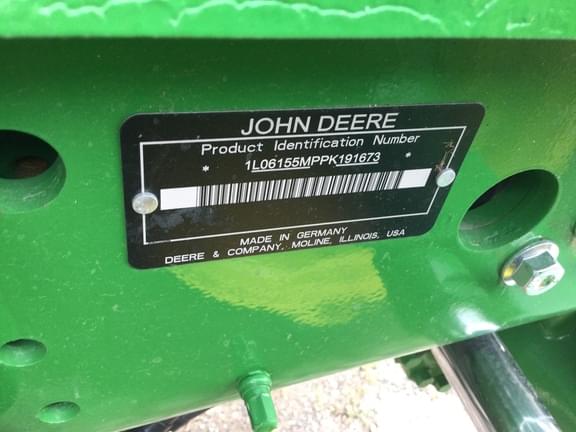 JOHN DEERE
Product Identification Number
* 1L06155MPPK191673 *
MADE IN GERMANY
DEERE & COMPANY, MOLINE, ILLINOIS, USA